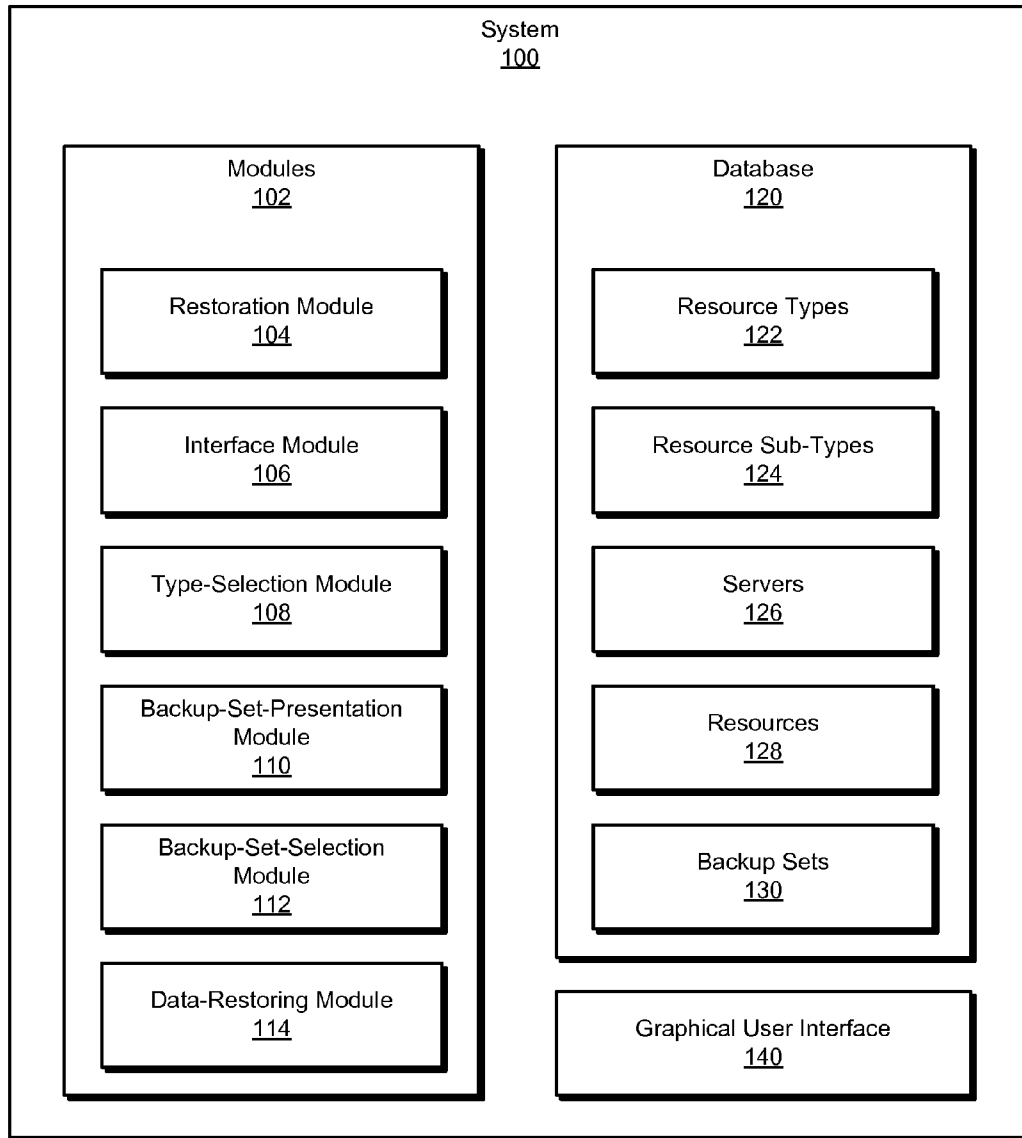 System
100
Modules
102
Restoration Module
104
Interface Module
106
Type-Selection Module
108
Backup-Set-Presentation
Module
110
Backup-Set-Selection
Module
112
Data-Restoring Module
114
Database
120
Resource Types
122
Resource Sub-Types
124
Servers
126
Resources
128
Backup Sets
130
Graphical User Interface
140